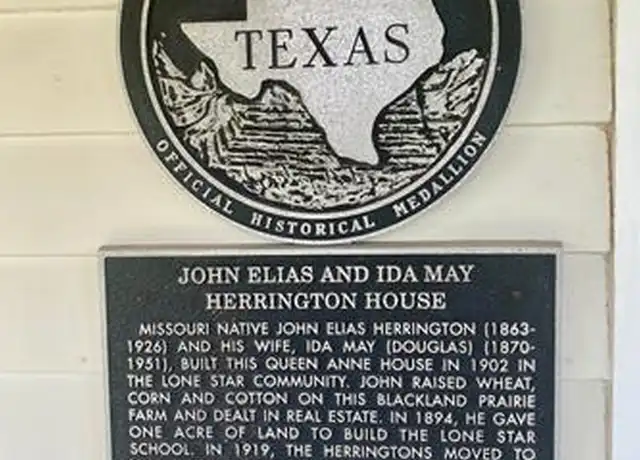 TEXAS
OFFICIAL HISTORICAL MEDALLION
JOHN ELIAS AND IDA MAY
HERRINGTON HOUSE
MISSOURI NATIVE JOHN ELIAS HERRINGTON (1863-
1926) AND HIS WIFE, IDA MAY (DOUGLAS) (1870-
1951), BUILT THIS QUEEN ANNE HOUSE IN 1902 IN
THE LONE STAR COMMUNITY. JOHN RAISED WHEAT,
CORN AND COTTON ON THIS BLACKLAND PRAIRIE
FARM AND DEALT IN REAL ESTATE. IN 1894, HE GAVE
ONE ACRE OF LAND TO BUILD THE LONE STAR
SCHOOL. IN 1919, THE HERRINGTONS MOVED TO